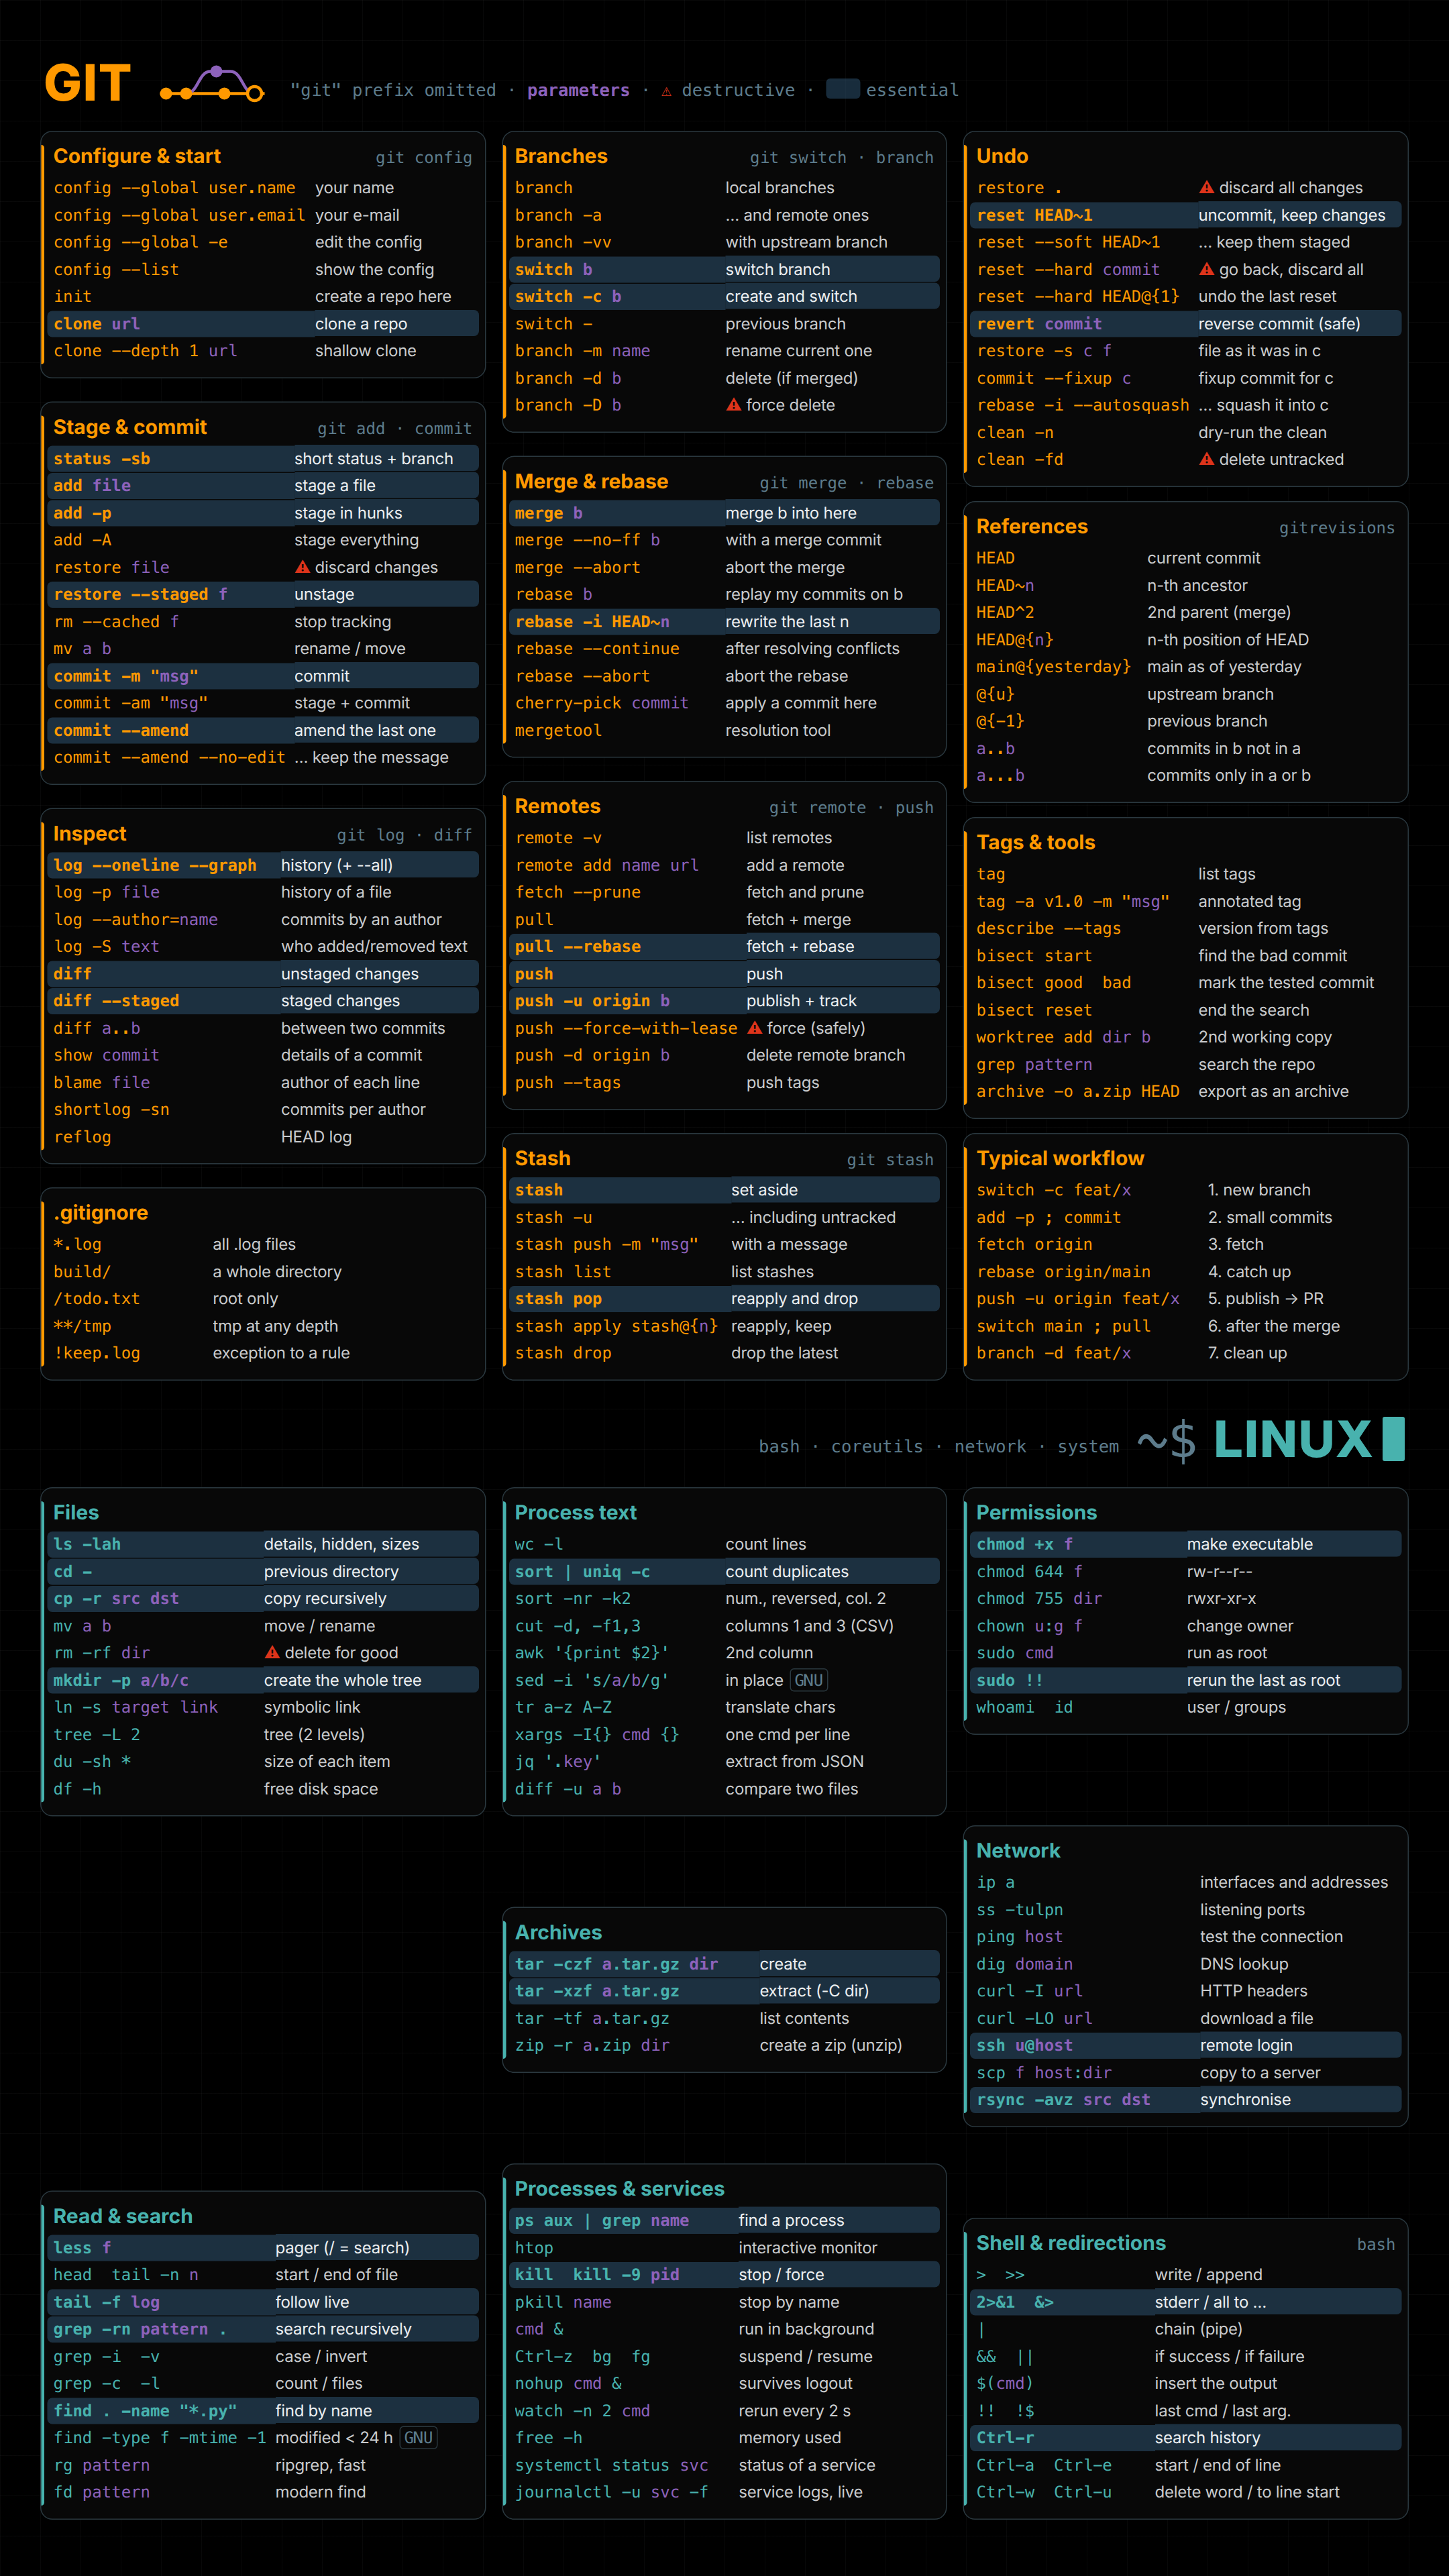 GIT "git" prefix omitted · parameters · ⚠ destructive · essential
Configure & start git config
config --global user.name your name
config --global user.email your e-mail
config --global -e edit the config
config --list show the config
init create a repo here
clone url clone a repo
clone --depth 1 url shallow clone
Stage & commit git add · commit
status -sb short status + branch
add file stage a file
add -p stage in hunks
add -A stage everything
restore file ⚠ discard changes
restore --staged f unstage
rm --cached f stop tracking
mv a b rename / move
commit -m "msg" commit
commit -am "msg" stage + commit
commit --amend amend the last one
commit --amend --no-edit … keep the message
Inspect git log · diff
log --oneline --graph history (+ --all)
log -p file history of a file
log --author=name commits by an author
log -S text who added/removed text
diff unstaged changes
diff --staged staged changes
diff a..b between two commits
show commit details of a commit
blame file author of each line
shortlog -sn commits per author
reflog HEAD log
.gitignore
*.log all .log files
build/ a whole directory
/todo.txt root only
**/tmp tmp at any depth
!keep.log exception to a rule
Branches git switch · branch
branch local branches
branch -a … and remote ones
branch -vv with upstream branch
switch b switch branch
switch -c b create and switch
switch - previous branch
branch -m name rename current one
branch -d b delete (if merged)
branch -D b ⚠ force delete
Merge & rebase git merge · rebase
merge b merge b into here
merge --no-ff b with a merge commit
merge --abort abort the merge
rebase b replay my commits on b
rebase -i HEAD~n rewrite the last n
rebase --continue after resolving conflicts
rebase --abort abort the rebase
cherry-pick commit apply a commit here
mergetool resolution tool
Remotes git remote · push
remote -v list remotes
remote add name url add a remote
fetch --prune fetch and prune
pull fetch + merge
pull --rebase fetch + rebase
push push
push -u origin b publish + track
push --force-with-lease ⚠ force (safely)
push -d origin b delete remote branch
push --tags push tags
Stash git stash
stash set aside
stash -u … including untracked
stash push -m "msg" with a message
stash list list stashes
stash pop reapply and drop
stash apply stash@{n} reapply, keep
stash drop drop the latest
Undo
restore . ⚠ discard all changes
reset HEAD~1 uncommit, keep changes
reset --soft HEAD~1 … keep them staged
reset --hard commit ⚠ go back, discard all
reset --hard HEAD@{1} undo the last reset
revert commit reverse commit (safe)
restore -s c f file as it was in c
commit --fixup c fixup commit for c
rebase -i --autosquash … squash it into c
clean -n dry-run the clean
clean -fd ⚠ delete untracked
References gitrevisions
HEAD current commit
HEAD~n n-th ancestor
HEAD^2 2nd parent (merge)
HEAD@{n} n-th position of HEAD
main@{yesterday} main as of yesterday
@{u} upstream branch
@{-1} previous branch
a..b commits in b not in a
a...b commits only in a or b
Tags & tools
tag list tags
tag -a v1.0 -m "msg" annotated tag
describe --tags version from tags
bisect start find the bad commit
bisect good bad mark the tested commit
bisect reset end the search
worktree add dir b 2nd working copy
grep pattern search the repo
archive -o a.zip HEAD export as an archive
Typical workflow
switch -c feat/x 1. new branch
add -p ; commit 2. small commits
fetch origin 3. fetch
rebase origin/main 4. catch up
push -u origin feat/x 5. publish → PR
switch main ; pull 6. after the merge
branch -d feat/x 7. clean up
bash · coreutils · network · system ~$ LINUX
Files
ls -lah details, hidden, sizes
cd - previous directory
cp -r src dst copy recursively
mv a b move / rename
rm -rf dir ⚠ delete for good
mkdir -p a/b/c create the whole tree
ln -s target link symbolic link
tree -L 2 tree (2 levels)
du -sh * size of each item
df -h free disk space
Read & search
less f pager (/ = search)
head tail -n n start / end of file
tail -f log follow live
grep -rn pattern . search recursively
grep -i -v case / invert
grep -c -l count / files
find . -name "*.py" find by name
find -type f -mtime -1 modified < 24 h GNU
rg pattern ripgrep, fast
fd pattern modern find
Process text
wc -l count lines
sort | uniq -c count duplicates
sort -nr -k2 num., reversed, col. 2
cut -d, -f1,3 columns 1 and 3 (CSV)
awk '{print $2}' 2nd column
sed -i 's/a/b/g' in place GNU
tr a-z A-Z translate chars
xargs -I{} cmd {} one cmd per line
jq '.key' extract from JSON
diff -u a b compare two files
Archives
tar -czf a.tar.gz dir create
tar -xzf a.tar.gz extract (-C dir)
tar -tf a.tar.gz list contents
zip -r a.zip dir create a zip (unzip)
Processes & services
ps aux | grep name find a process
htop interactive monitor
kill kill -9 pid stop / force
pkill name stop by name
cmd & run in background
Ctrl-z bg fg suspend / resume
nohup cmd & survives logout
watch -n 2 cmd rerun every 2 s
free -h memory used
systemctl status svc status of a service
journalctl -u svc -f service logs, live
Permissions
chmod +x f make executable
chmod 644 f rw-r--r--
chmod 755 dir rwxr-xr-x
chown u:g f change owner
sudo cmd run as root
sudo !! rerun the last as root
whoami id user / groups
Network
ip a interfaces and addresses
ss -tulpn listening ports
ping host test the connection
dig domain DNS lookup
curl -I url HTTP headers
curl -LO url download a file
ssh u@host remote login
scp f host:dir copy to a server
rsync -avz src dst synchronise
Shell & redirections bash
> >> write / append
2>&1 &> stderr / all to …
| chain (pipe)
&& || if success / if failure
$(cmd) insert the output
!! !$ last cmd / last arg.
Ctrl-r search history
Ctrl-a Ctrl-e start / end of line
Ctrl-w Ctrl-u delete word / to line start